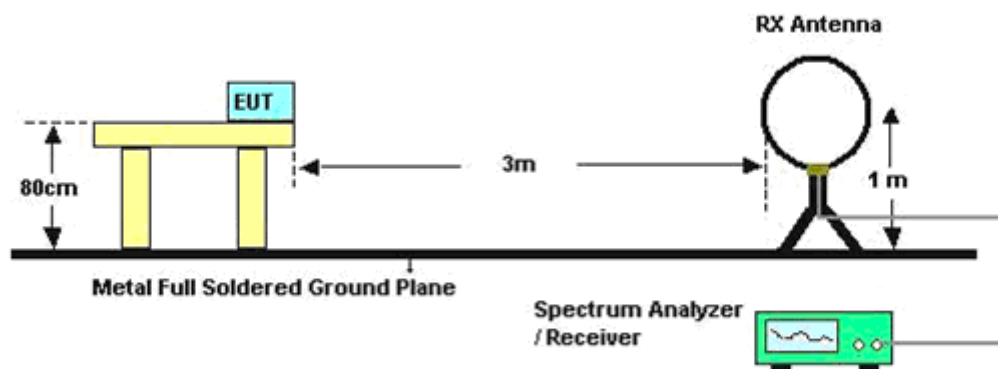 RX Antenna
EUT
3m
80cm
1 m
Metal Full Soldered Ground Plane
Spectrum Analyzer
/ Receiver